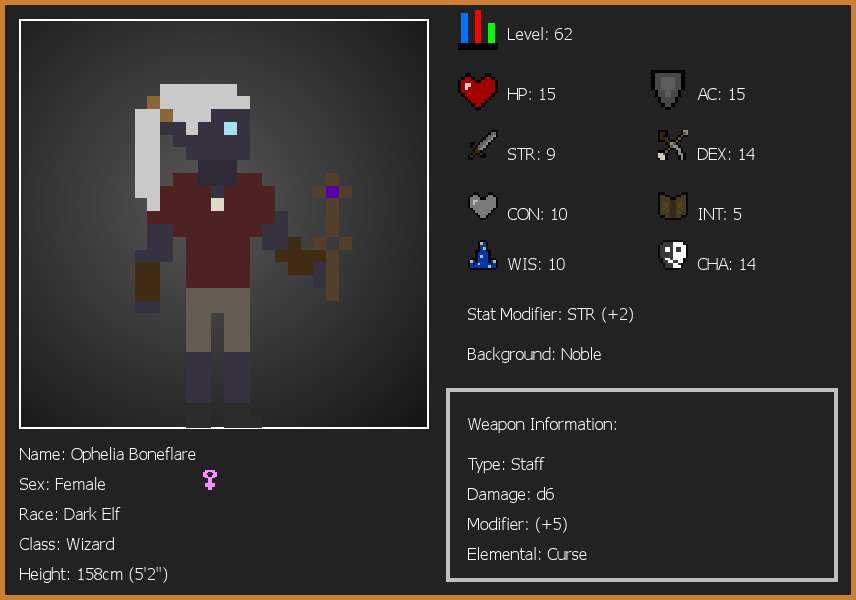 Level: 62
HP: 15
AC: 15
STR: 9
DEX: 14
CON: 10
INT: 5
WIS: 10
CHA: 14
Stat Modifier: STR (+2)
Background: Noble
Weapon Information:
Type: Staff
Damage: d6
Modifier: (+5)
Elemental: Curse
Name: Ophelia Boneflare
Sex: Female
Race: Dark Elf
Class: Wizard
Height: 158cm (5'2")